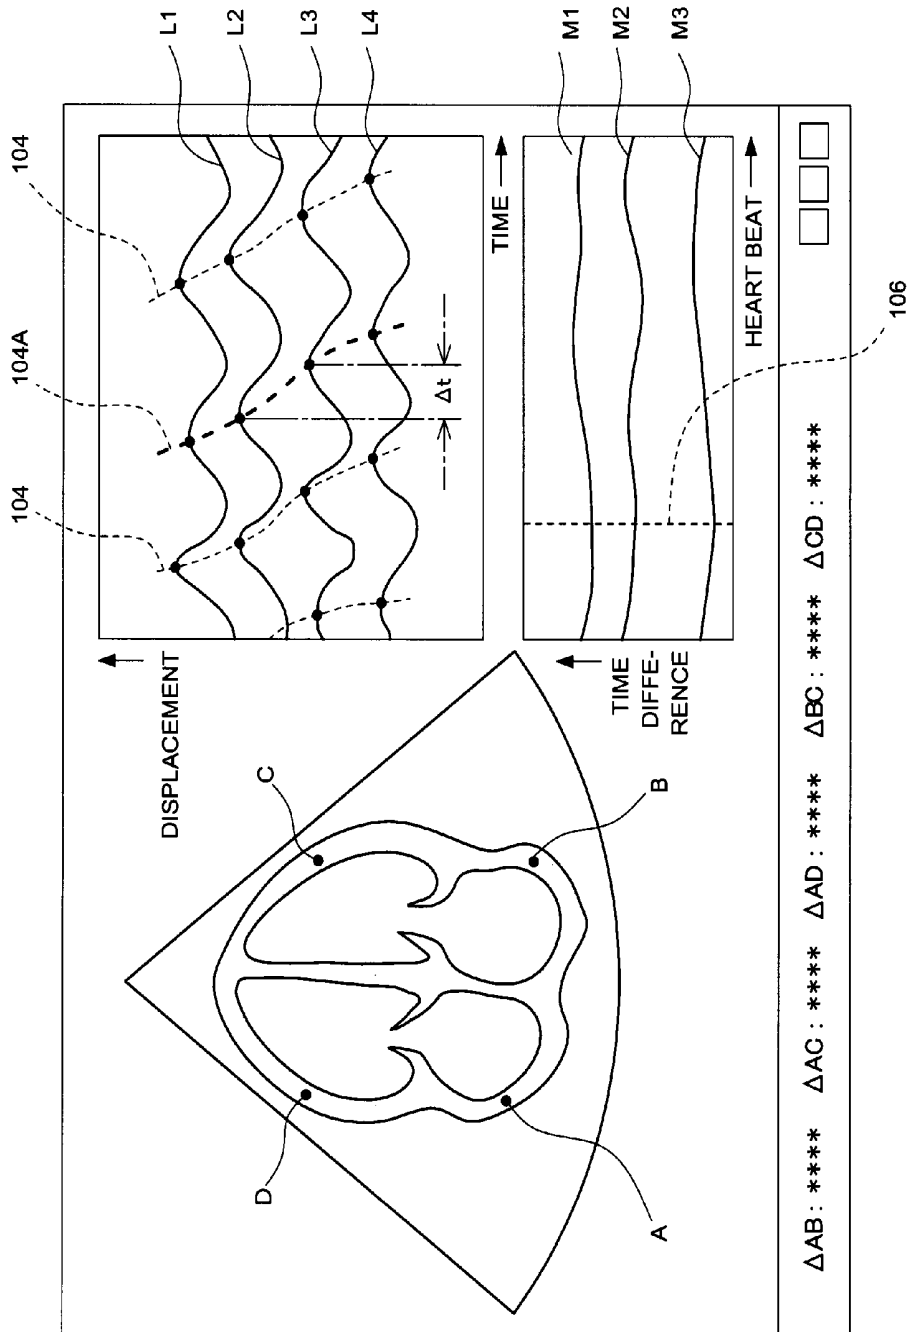 104
104A
104
L1
L2
L3
L4
DISPLACEMENT
Δt
TIME
C
D
B
A
M1
M2
M3
TIME
DIFFE-
RENCE
HEART BEAT
106
ΔAB : **** ΔAC : **** ΔAD : **** ΔBC : **** ΔCD : ****